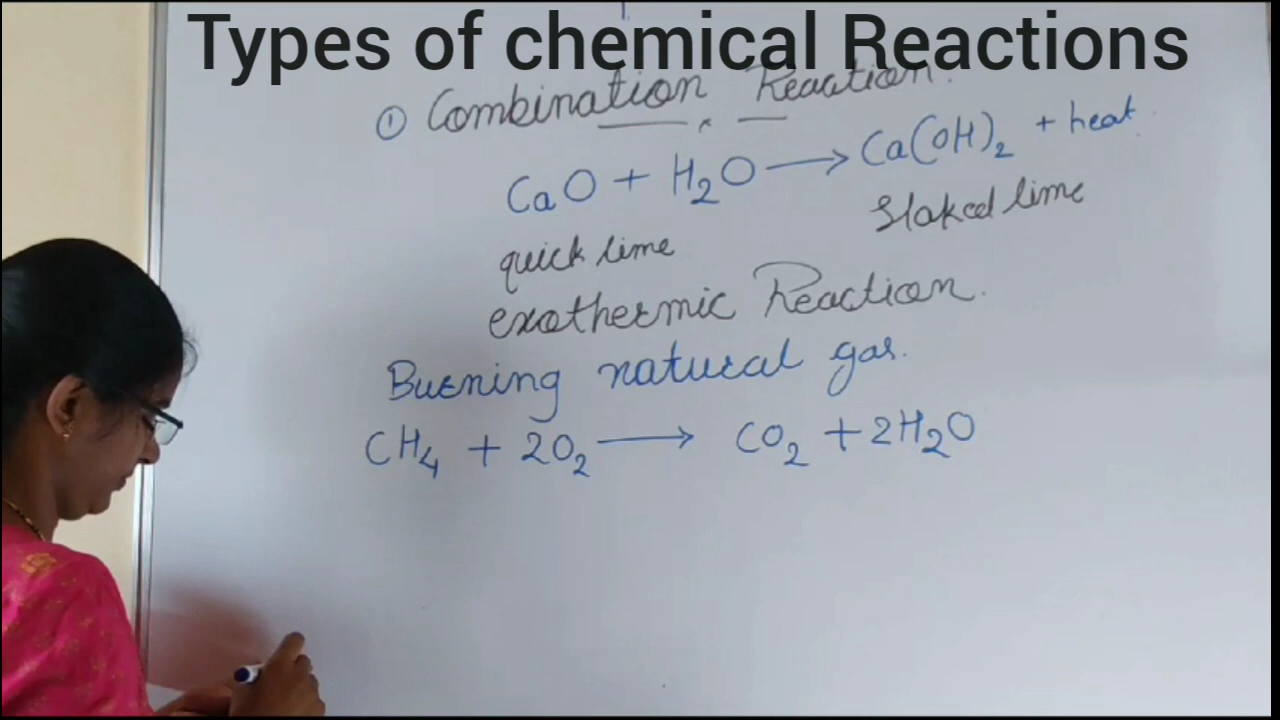 Types of chemical Reactions
① Combination Reaction.
CaO + H₂O ⟶ Ca(OH)₂ + heat
quick lime Slaked lime
exothermic Reaction.
Burning natural gas.
CH₄ + 2O₂ ⟶ CO₂ + 2H₂O